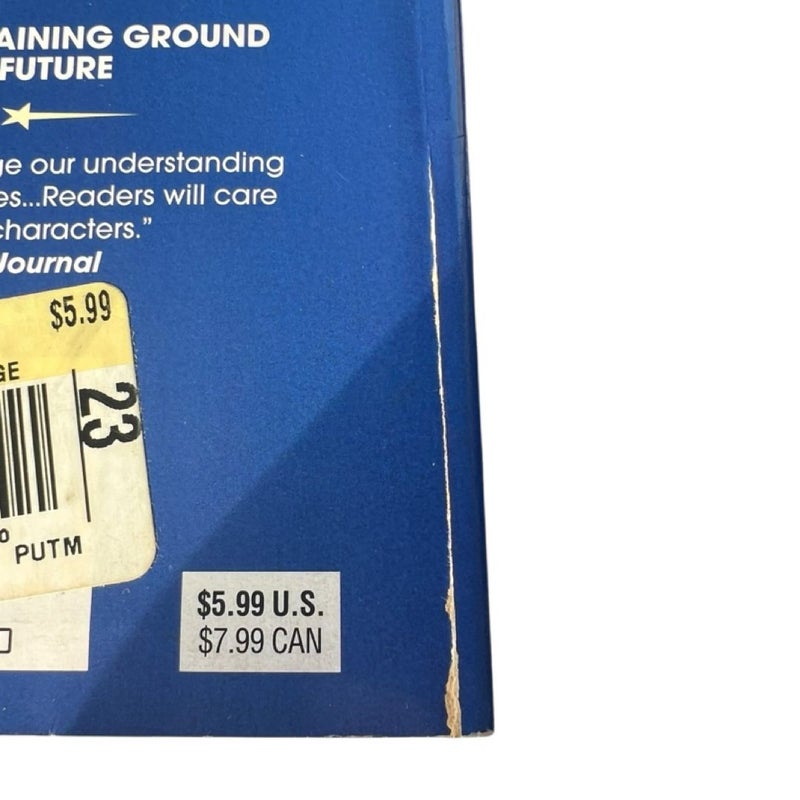 AINING GROUND
FUTURE
ge our understanding
es...Readers will care
characters.”
Journal
$5.99
GE
23
PUTM
$5.99 U.S.
$7.99 CAN